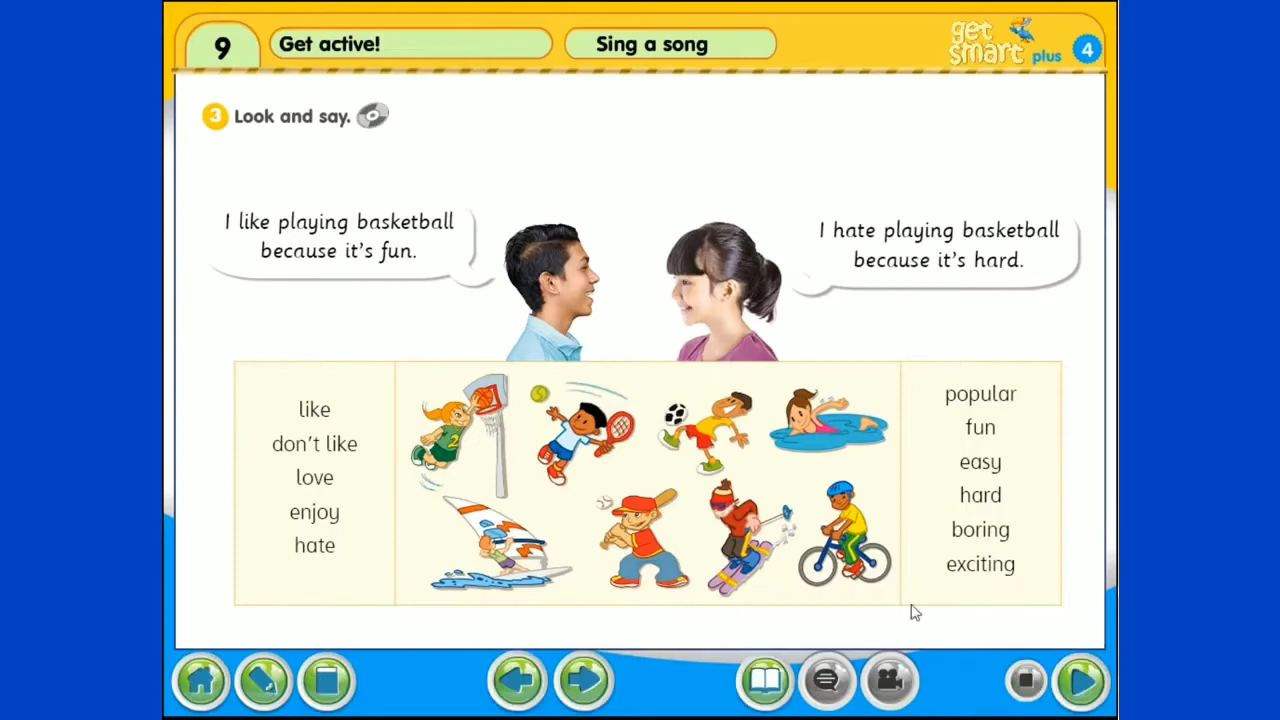 9
Get active!
Sing a song
get
smart plus 4
3 Look and say.
I like playing basketball
because it's fun.
I hate playing basketball
because it's hard.
like
don't like
love
enjoy
hate
2
popular
fun
easy
hard
boring
exciting